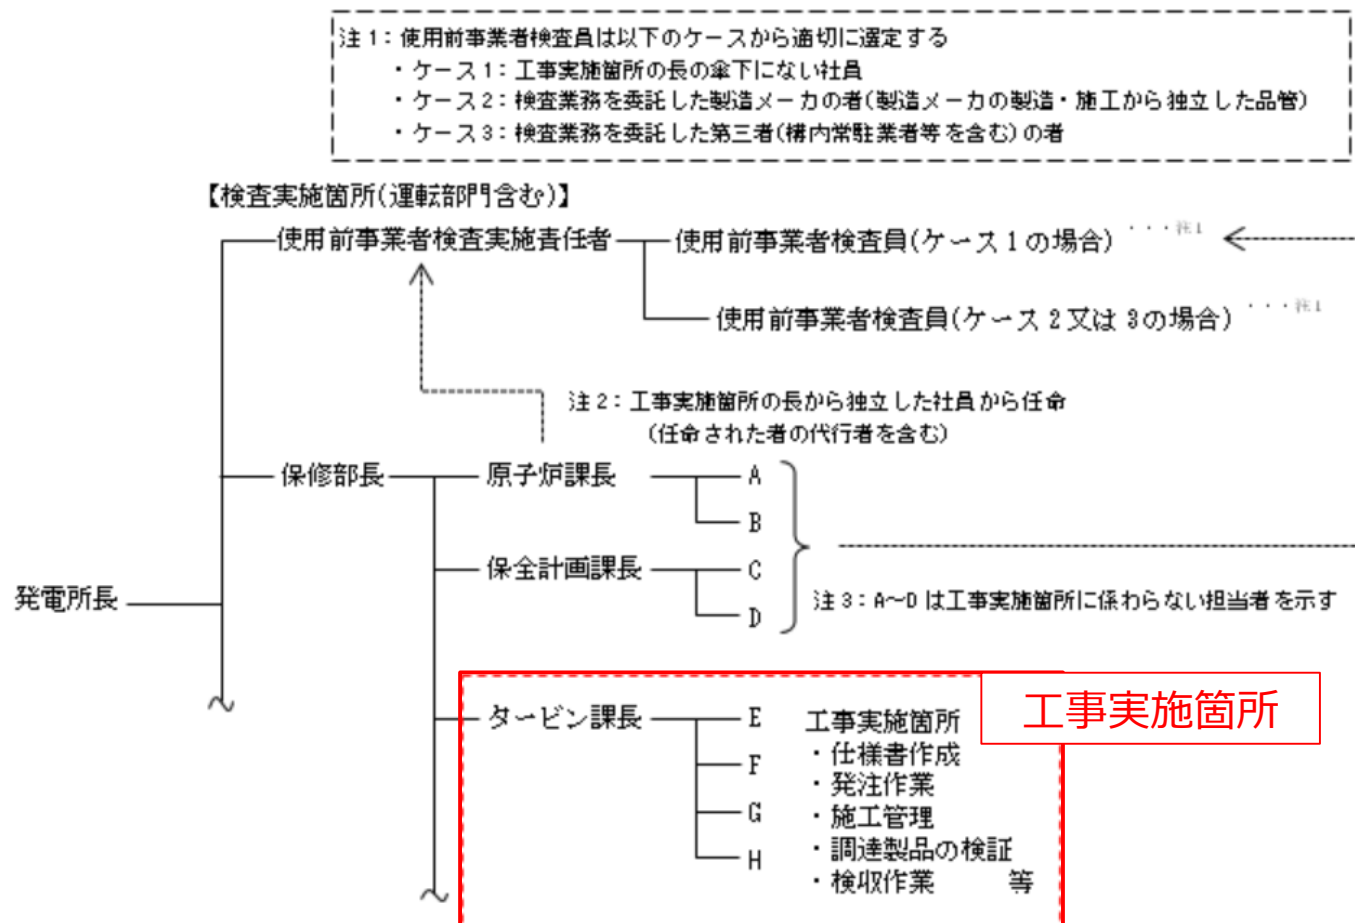 注1：使用前事業者検査員は以下のケースから適切に選定する
・ケース1：工事実施箇所の長の傘下にない社員
・ケース2：検査業務を委託した製造メーカの者(製造メーカの製造・施工から独立した品管)
・ケース3：検査業務を委託した第三者(構内常駐業者等を含む)の者
【検査実施箇所(運転部門含む)】
使用前事業者検査実施責任者
使用前事業者検査員(ケース1の場合) ・・・注1
使用前事業者検査員(ケース2又は3の場合) ・・・注1
注2：工事実施箇所の長から独立した社員から任命
(任命された者の代行者を含む)
保修部長
原子炉課長
A
B
保全計画課長
C
D
発電所長
注3：A〜Dは工事実施箇所に係わらない担当者を示す
工事実施箇所
タービン課長
E
F
G
H
工事実施箇所
・仕様書作成
・発注作業
・施工管理
・調達製品の検証
・検収作業 等